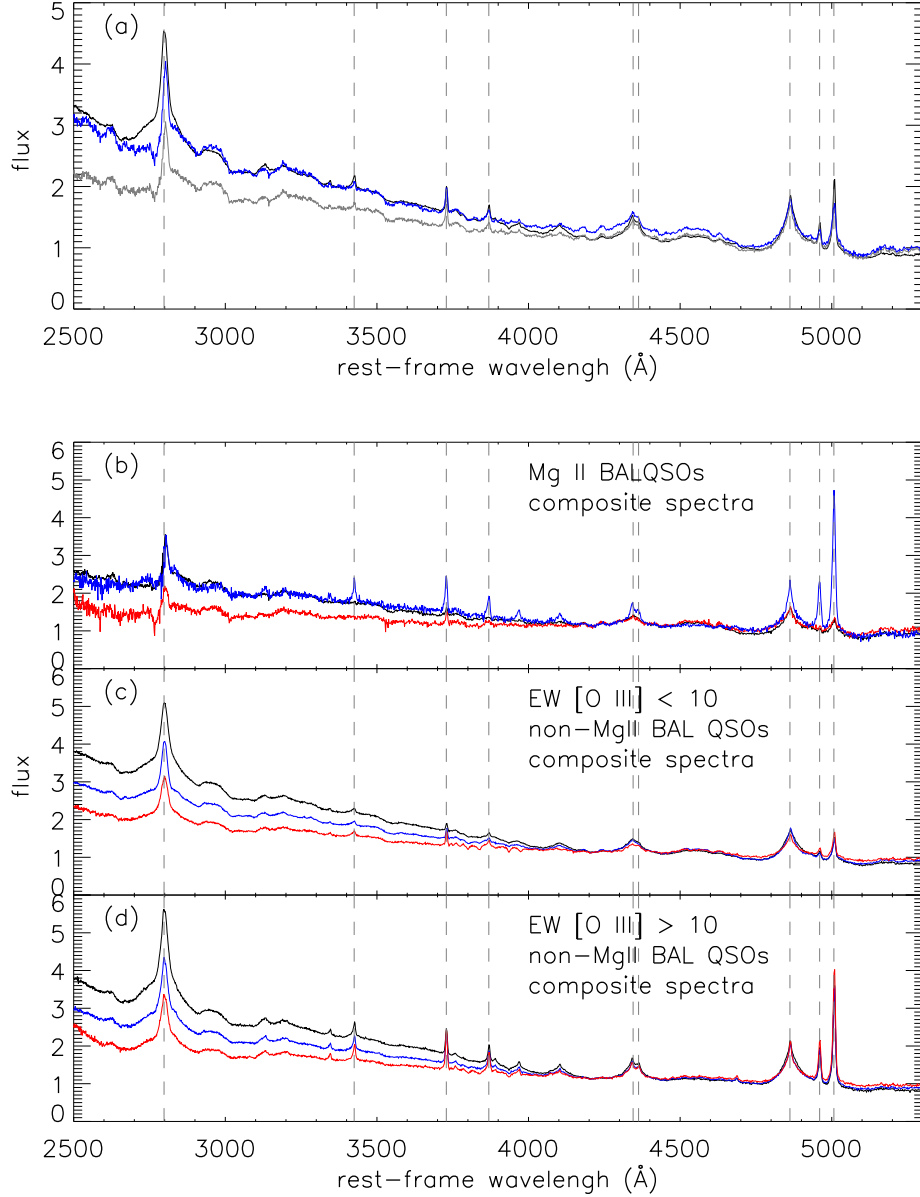 (a)
5
4
3
2
1
0
flux
2500 3000 3500 4000 4500 5000
rest-frame wavelengh (Å)
(b)
Mg II BALQSOs
composite spectra
6
5
4
3
2
1
0
(c)
EW [O III] < 10
non-MgII BAL QSOs
composite spectra
6
5
4
3
2
1
0
flux
(d)
EW [O III] > 10
non-MgII BAL QSOs
composite spectra
6
5
4
3
2
1
0
2500 3000 3500 4000 4500 5000
rest-frame wavelengh (Å)